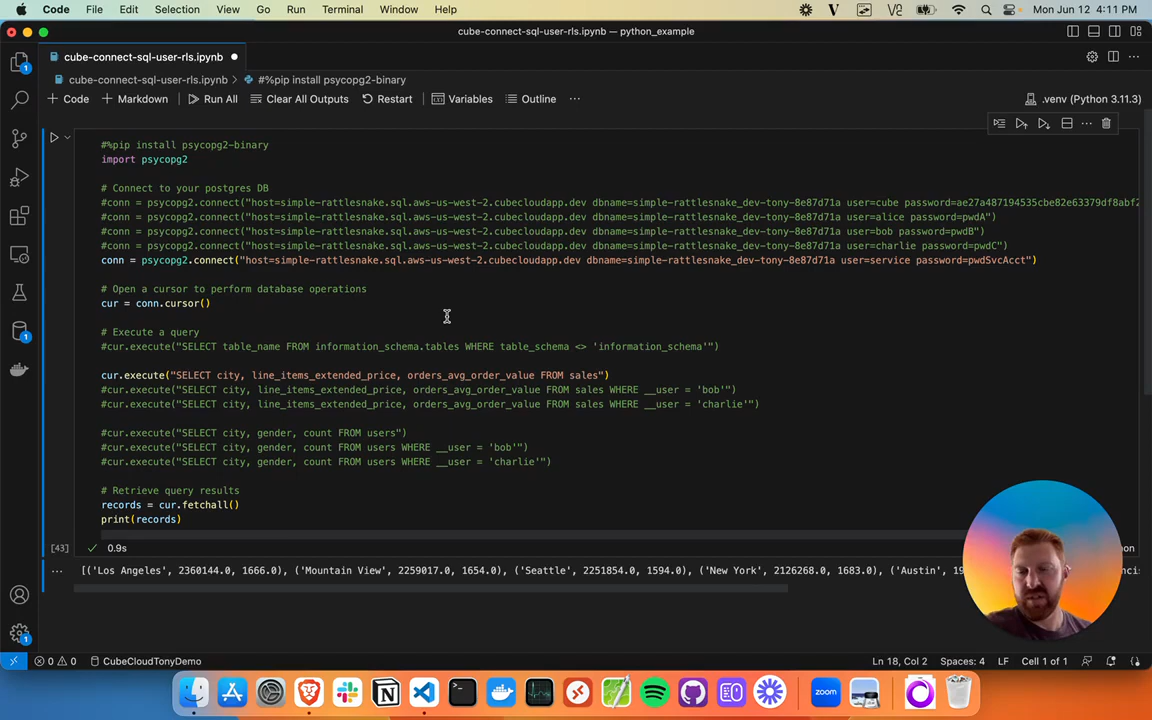 Code File Edit Selection View Go Run Terminal Window Help Mon Jun 12 4:11 PM
cube-connect-sql-user-rls.ipynb — python_example
cube-connect-sql-user-rls.ipynb
cube-connect-sql-user-rls.ipynb > #%pip install psycopg2-binary
+ Code + Markdown Run All Clear All Outputs Restart Variables Outline ... .venv (Python 3.11.3)
#%pip install psycopg2-binary
import psycopg2
# Connect to your postgres DB
#conn = psycopg2.connect("host=simple-rattlesnake.sql.aws-us-west-2.cubecloudapp.dev dbname=simple-rattlesnake_dev-tony-8e87d71a user=cube password=ae27a487194535cbe82e63379df8abf2
#conn = psycopg2.connect("host=simple-rattlesnake.sql.aws-us-west-2.cubecloudapp.dev dbname=simple-rattlesnake_dev-tony-8e87d71a user=alice password=pwdA")
#conn = psycopg2.connect("host=simple-rattlesnake.sql.aws-us-west-2.cubecloudapp.dev dbname=simple-rattlesnake_dev-tony-8e87d71a user=bob password=pwdB")
#conn = psycopg2.connect("host=simple-rattlesnake.sql.aws-us-west-2.cubecloudapp.dev dbname=simple-rattlesnake_dev-tony-8e87d71a user=charlie password=pwdC")
conn = psycopg2.connect("host=simple-rattlesnake.sql.aws-us-west-2.cubecloudapp.dev dbname=simple-rattlesnake_dev-tony-8e87d71a user=service password=pwdSvcAcct")
# Open a cursor to perform database operations
cur = conn.cursor()
# Execute a query
#cur.execute("SELECT table_name FROM information_schema.tables WHERE table_schema <> 'information_schema'")
cur.execute("SELECT city, line_items_extended_price, orders_avg_order_value FROM sales")
#cur.execute("SELECT city, line_items_extended_price, orders_avg_order_value FROM sales WHERE __user = 'bob'")
#cur.execute("SELECT city, line_items_extended_price, orders_avg_order_value FROM sales WHERE __user = 'charlie'")
#cur.execute("SELECT city, gender, count FROM users")
#cur.execute("SELECT city, gender, count FROM users WHERE __user = 'bob'")
#cur.execute("SELECT city, gender, count FROM users WHERE __user = 'charlie'")
# Retrieve query results
records = cur.fetchall()
print(records)
[43] 0.9s
[('Los Angeles', 2360144.0, 1666.0), ('Mountain View', 2259017.0, 1654.0), ('Seattle', 2251854.0, 1594.0), ('New York', 2126268.0, 1683.0), ('Austin', 19
0 0 CubeCloudTonyDemo Ln 18, Col 2 Spaces: 4 LF Cell 1 of 1
zoom